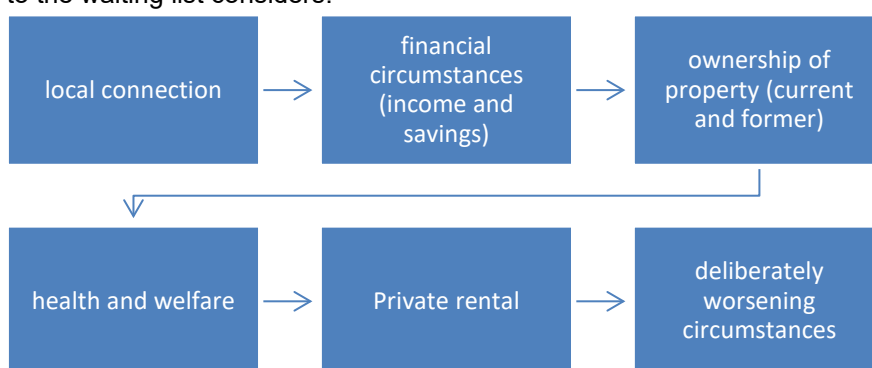 to the waiting list considers:
local connection
financial
circumstances
(income and
savings)
ownership of
property (current
and former)
health and welfare
Private rental
deliberately
worsening
circumstances